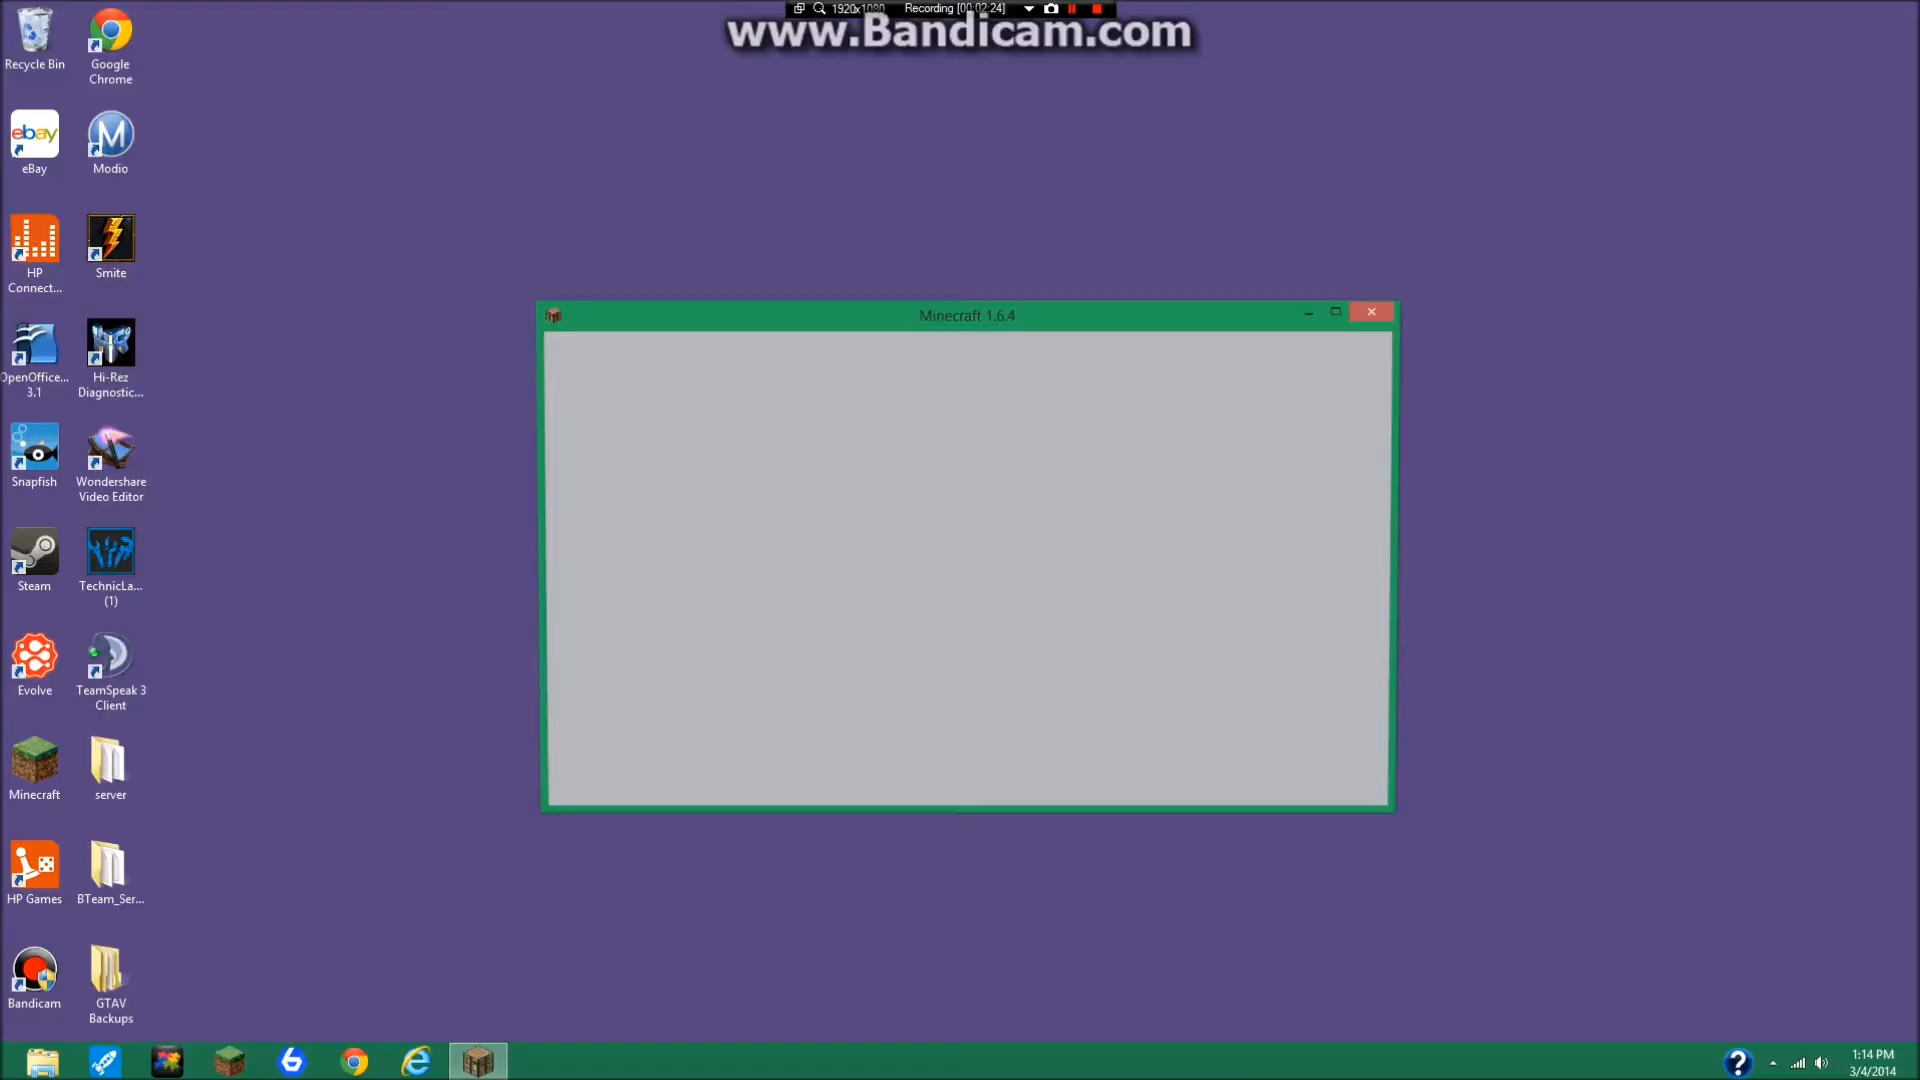 1920x1080 Recording [00:02:24]
www.Bandicam.com
Recycle Bin
Google
Chrome
ebay
eBay
M
Modio
HP
Connect...
Smite
OpenOffice...
3.1
Hi-Rez
Diagnostic...
Snapfish
Wondershare
Video Editor
Steam
TechnicLa...
(1)
Evolve
TeamSpeak 3
Client
Minecraft
server
HP Games
BTeam_Ser...
Bandicam
GTAV
Backups
Minecraft 1.6.4
1:14 PM
3/4/2014